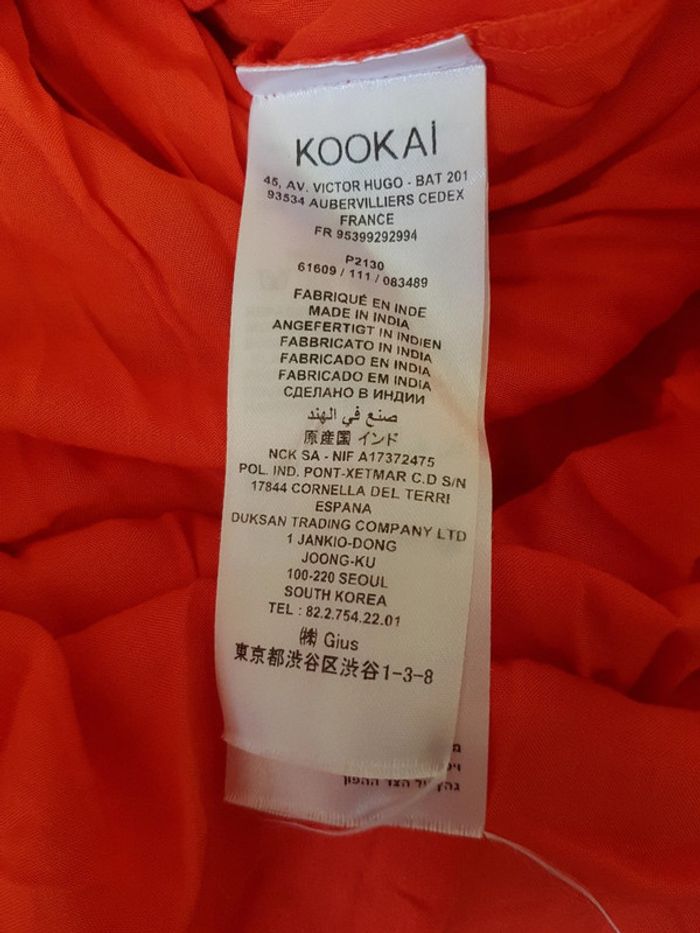 KOOKAÏ
45, AV. VICTOR HUGO - BAT 201
93534 AUBERVILLIERS CEDEX
FRANCE
FR 95399292994
P2130
61609 / 111 / 083489
FABRIQUÉ EN INDE
MADE IN INDIA
ANGEFERTIGT IN INDIEN
FABBRICATO IN INDIA
FABRICADO EN INDIA
FABRICADO EM INDIA
СДЕЛАНО В ИНДИИ
صنع في الهند
原産国 インド
NCK SA - NIF A17372475
POL. IND. PONT-XETMAR C.D S/N
17844 CORNELLA DEL TERRI
ESPANA
DUKSAN TRADING COMPANY LTD
1 JANKIO-DONG
JOONG-KU
100-220 SEOUL
SOUTH KOREA
TEL : 82.2.754.22.01
㈱ Gius
東京都渋谷区渋谷1-3-8
על הצד ההפוך